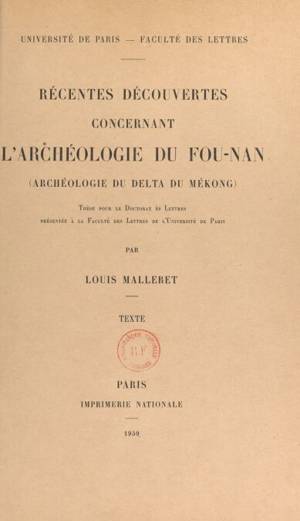 UNIVERSITÉ DE PARIS — FACULTÉ DES LETTRES
RÉCENTES DÉCOUVERTES
CONCERNANT
L'ARCHÉOLOGIE DU FOU-NAN
(ARCHÉOLOGIE DU DELTA DU MÉKONG)
Thèse pour le Doctorat ès Lettres
présentée à la Faculté des Lettres de l'Université de Paris
PAR
LOUIS MALLERET
TEXTE
PARIS
IMPRIMERIE NATIONALE
1959